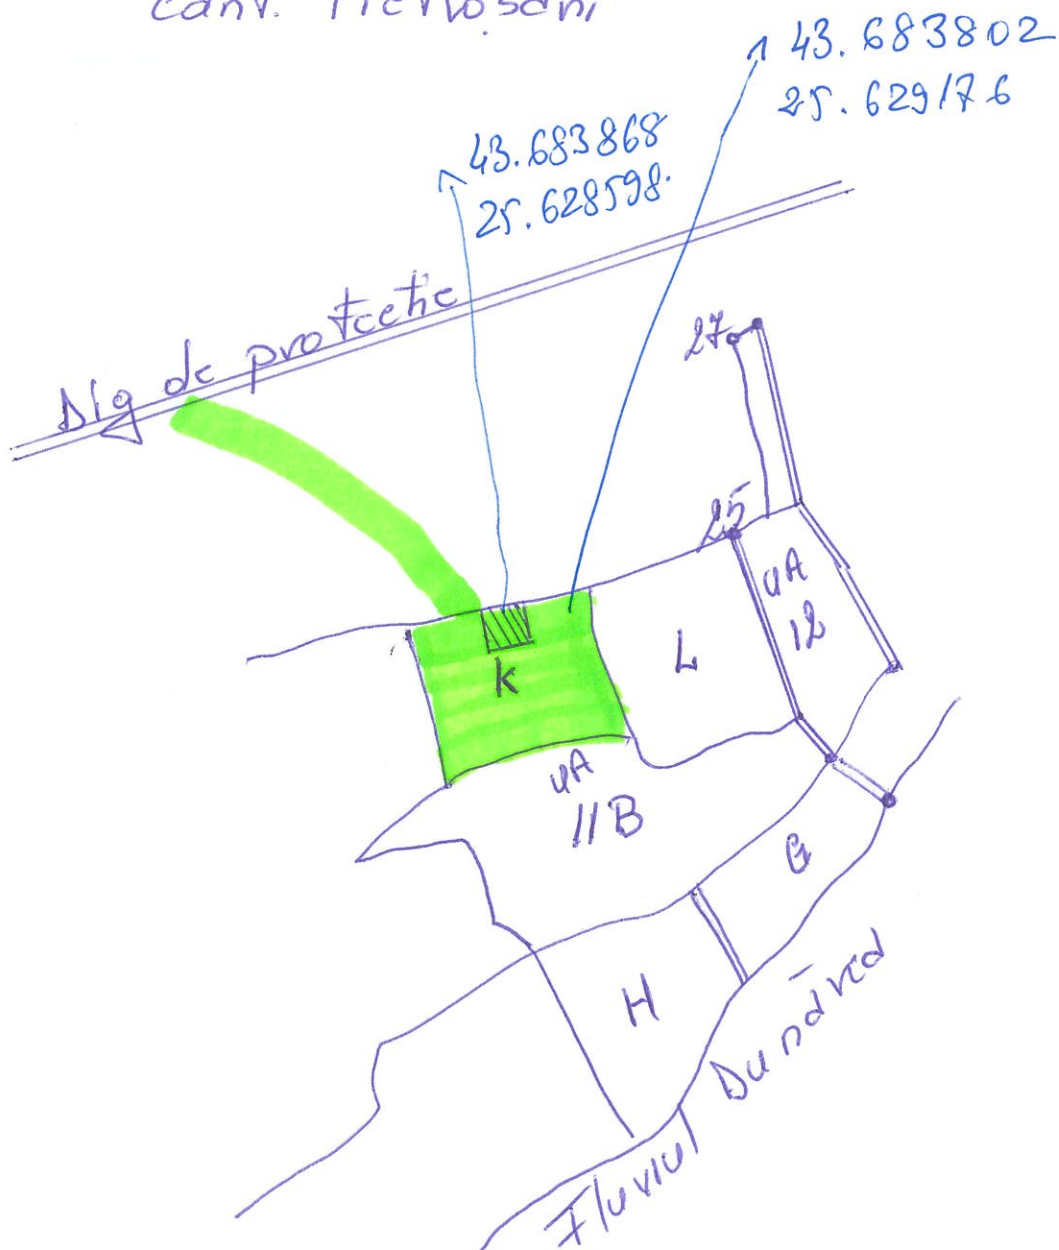 43.683802
25.629176
43.683868
25.628598.
Dig de protectie
27
25
uA
12
L
K
uA
11B
G
H
Fluviul Dunărea